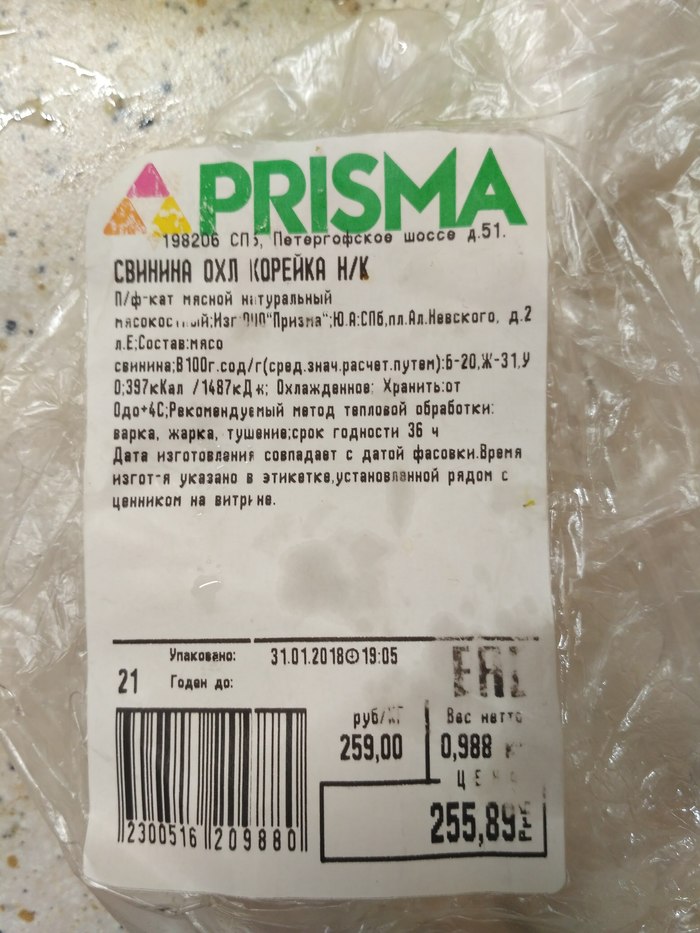 PRISMA
198206 СПб, Петергофское шоссе д.51.
СВИНИНА ОХЛ КОРЕЙКА Н/К
П/ф-кат мясной натуральный
мясокостный;Изг ООО"Призма";Ю.А:СПб,пл.Ал.Невского, д.2
л.Е;Состав:мясо
свинина;В100г.сод/г(сред.знач.расчет.путем):Б-20,Ж-31,У
0;397кКал /1487кДж; Охлажденное; Хранить:от
0до+4С;Рекомендуемый метод тепловой обработки:
варка, жарка, тушение;срок годности 36 ч
Дата изготовления совпадает с датой фасовки.Время
изгот-я указано в этикетке,установленной рядом с
ценником на витрине.
Упаковано: 31.01.2018 19:05
21 Годен до:
EAC
руб/кг Вес нетто
259,00 0,988 кг
ЦЕНА
255,89
2300516 209880